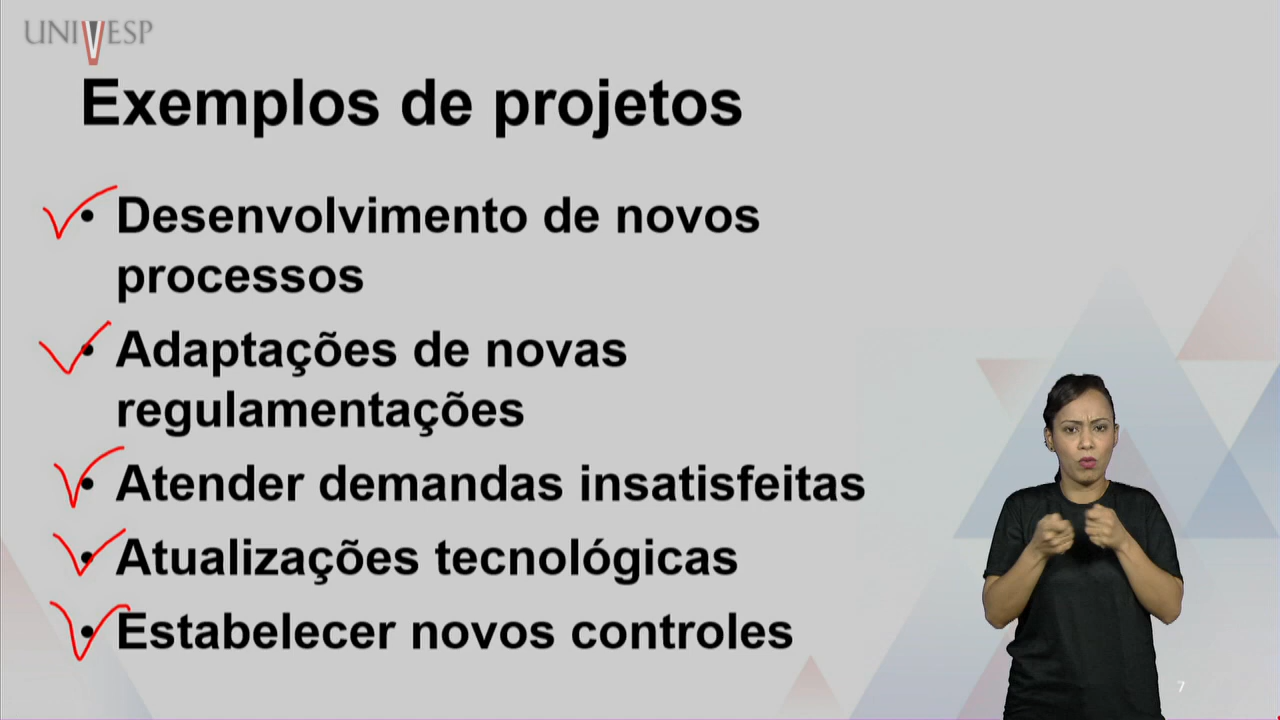 UNIVESP
Exemplos de projetos
• Desenvolvimento de novos
processos
• Adaptações de novas
regulamentações
• Atender demandas insatisfeitas
• Atualizações tecnológicas
• Estabelecer novos controles
7